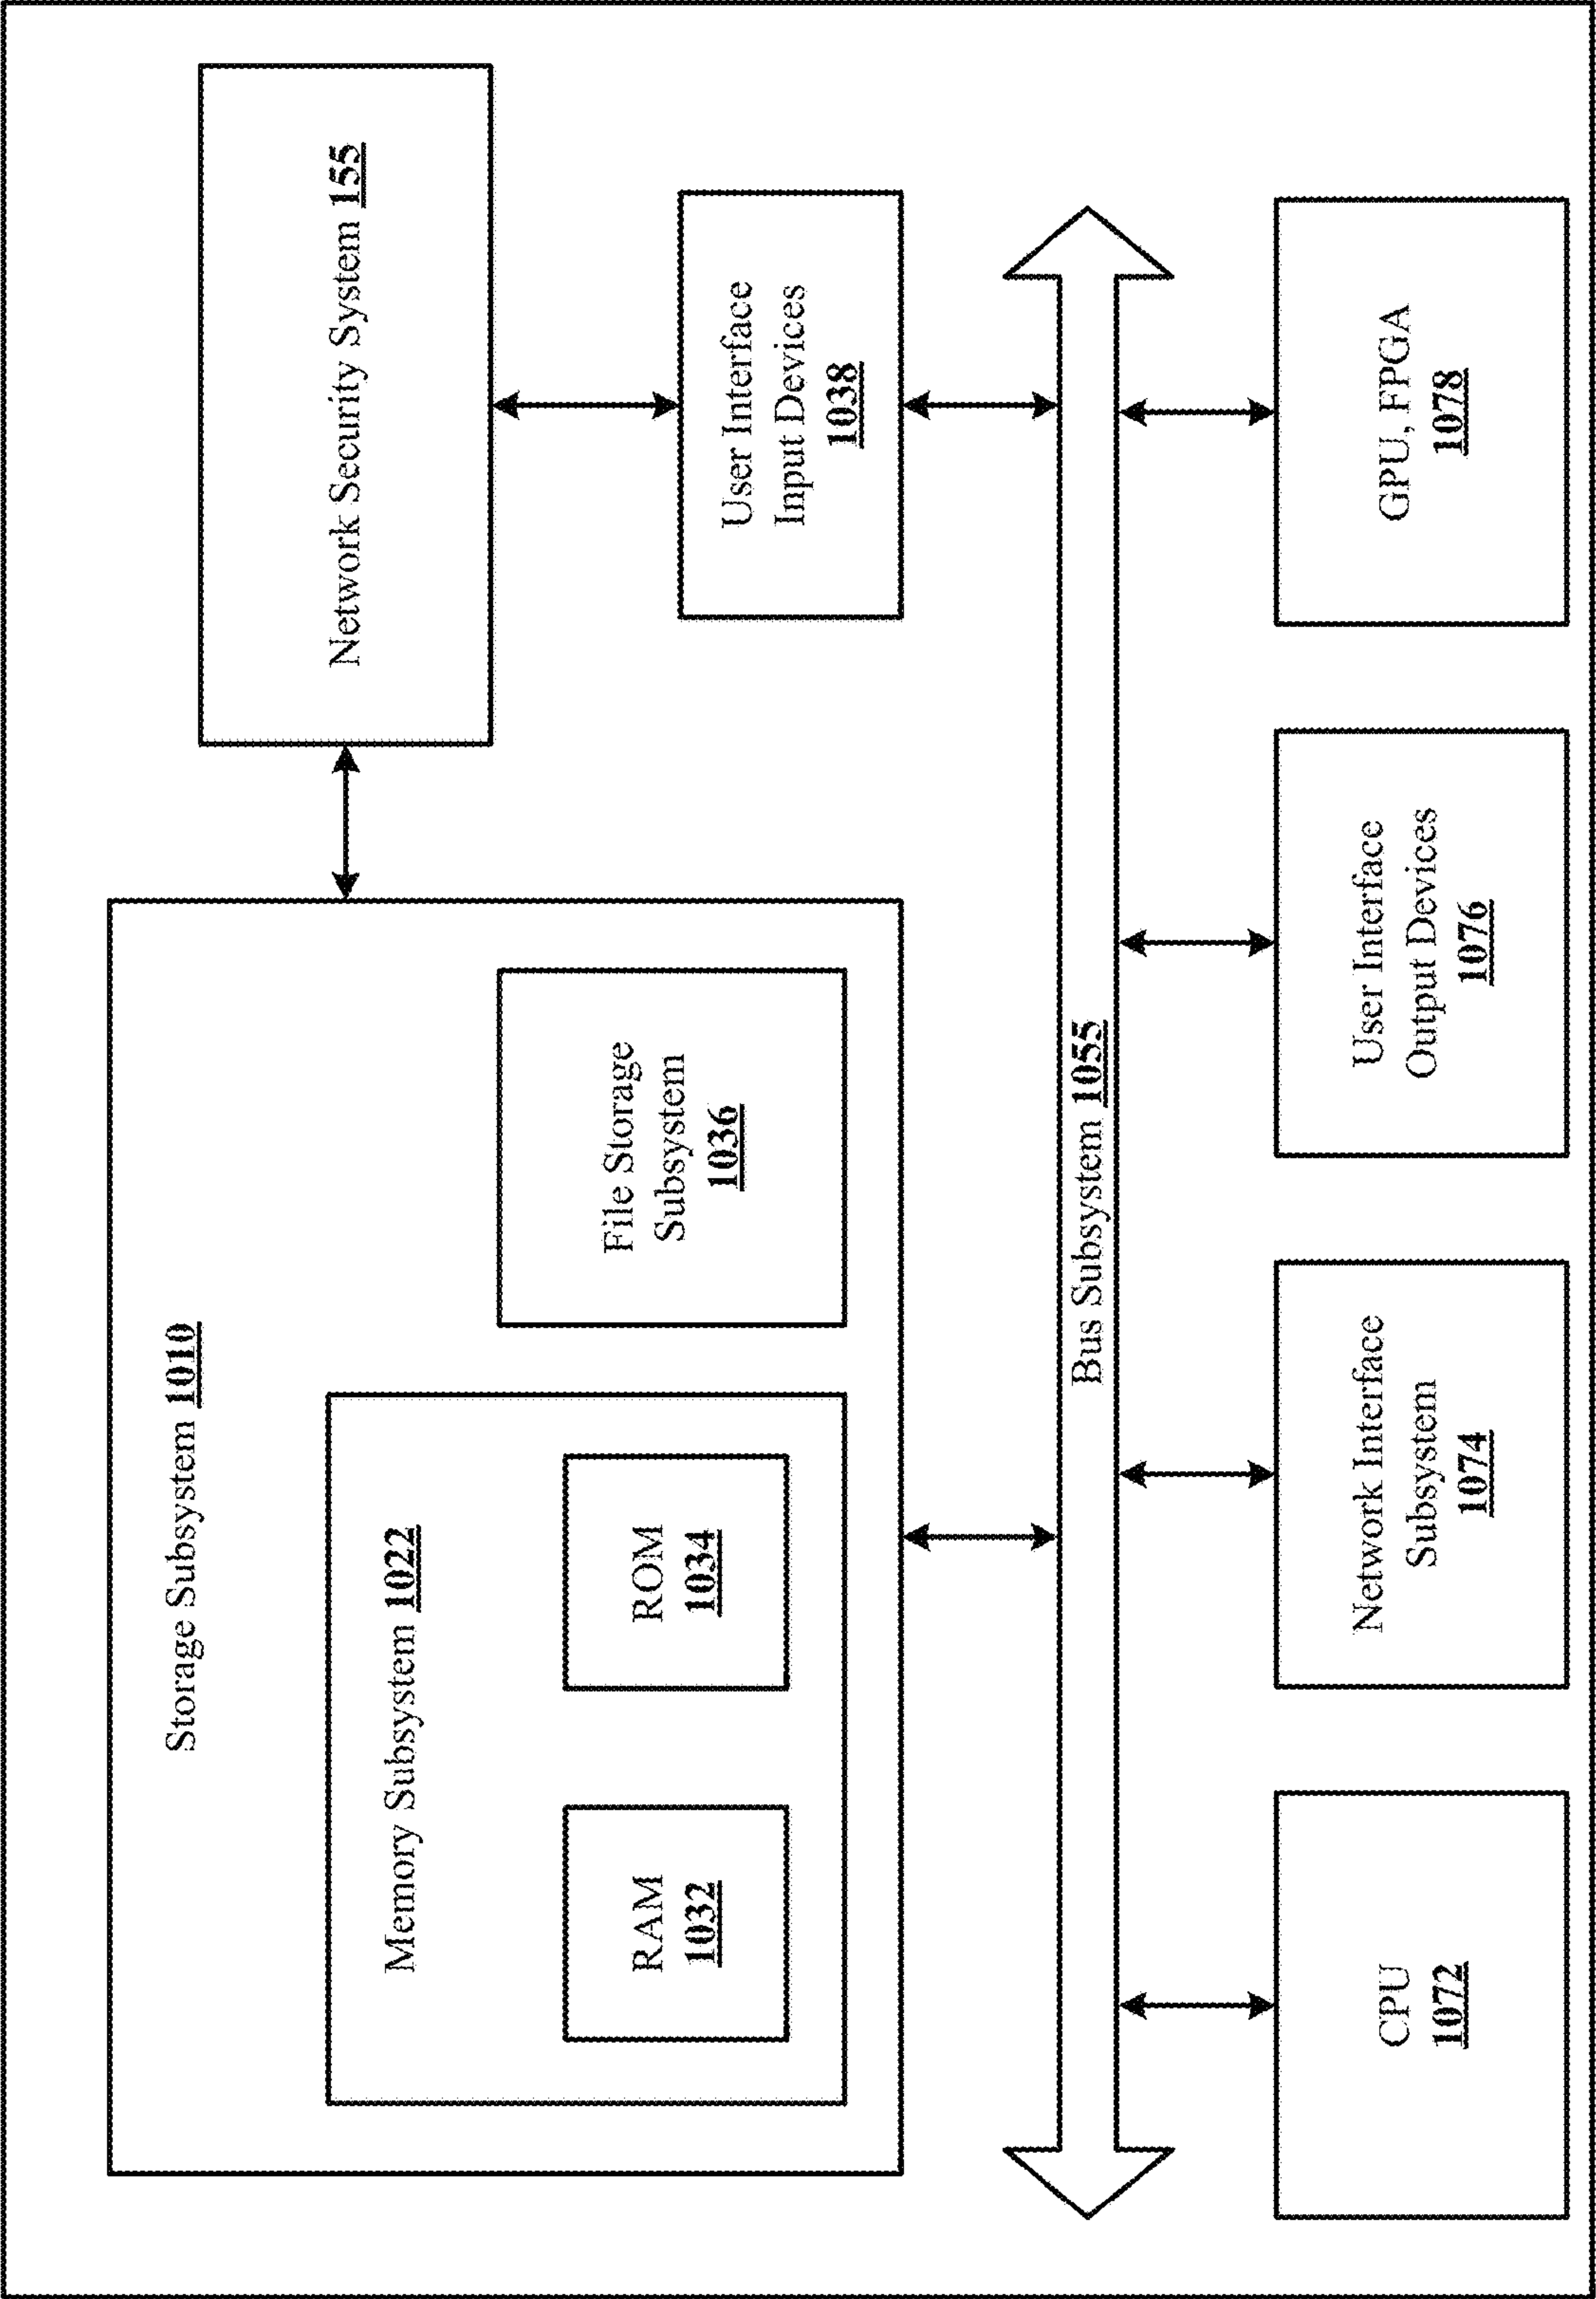 Storage Subsystem 1010
Memory Subsystem 1022
RAM
1032
ROM
1034
File Storage
Subsystem
1036
Network Security System 155
User Interface
Input Devices
1038
Bus Subsystem 1055
CPU
1072
Network Interface
Subsystem
1074
User Interface
Output Devices
1076
GPU, FPGA
1078